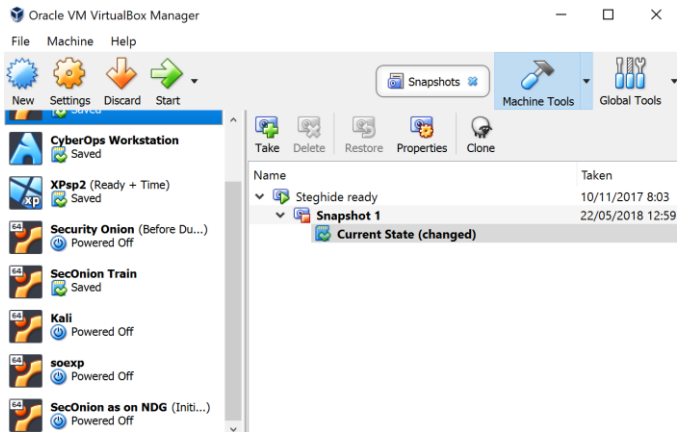 Oracle VM VirtualBox Manager
File Machine Help
New Settings Discard Start
Snapshots
Machine Tools
Global Tools
Saved
CyberOps Workstation
Saved
XPsp2 (Ready + Time)
Saved
Security Onion (Before Du...)
Powered Off
SecOnion Train
Saved
Kali
Powered Off
soexp
Powered Off
SecOnion as on NDG (Initi...)
Powered Off
Take Delete Restore Properties Clone
Name Taken
Steghide ready 10/11/2017 8:03
Snapshot 1 22/05/2018 12:59
Current State (changed)